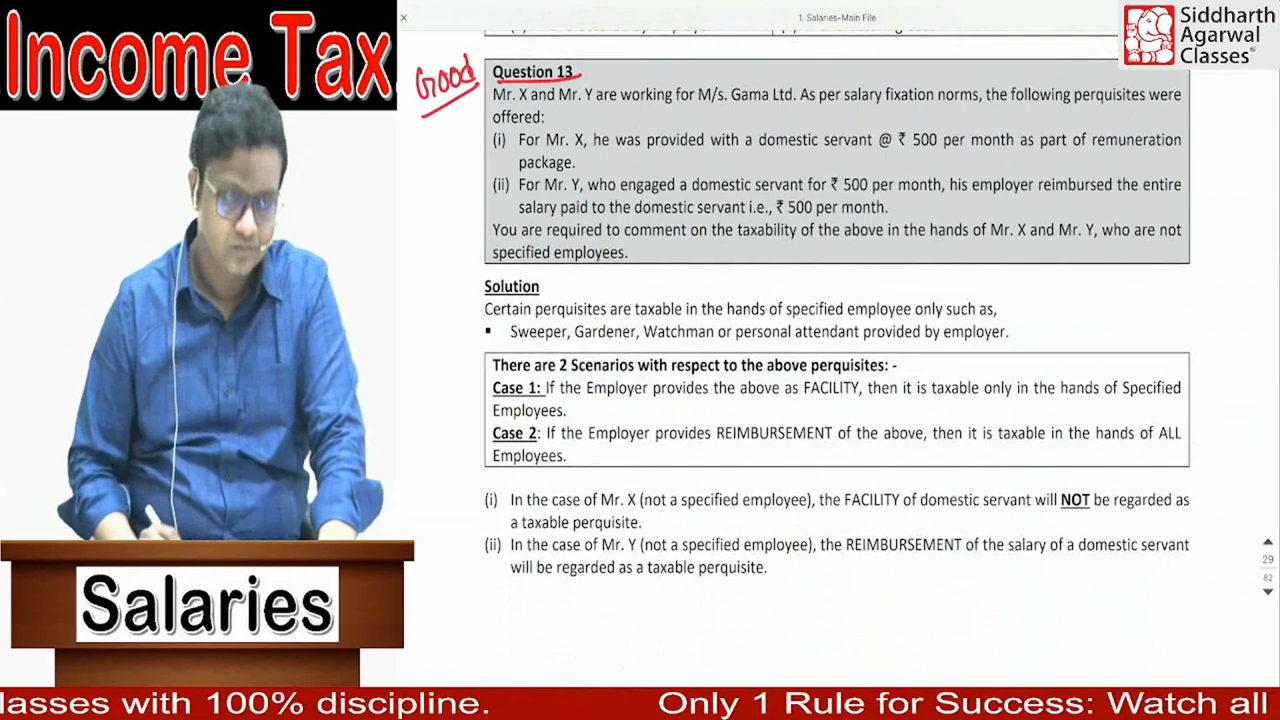 Income Tax
1. Salaries-Main File
Siddharth
Agarwal
Classes®
Good
Question 13
Mr. X and Mr. Y are working for M/s. Gama Ltd. As per salary fixation norms, the following perquisites were
offered:
(i) For Mr. X, he was provided with a domestic servant @ ₹ 500 per month as part of remuneration
package.
(ii) For Mr. Y, who engaged a domestic servant for ₹ 500 per month, his employer reimbursed the entire
salary paid to the domestic servant i.e., ₹ 500 per month.
You are required to comment on the taxability of the above in the hands of Mr. X and Mr. Y, who are not
specified employees.
Solution
Certain perquisites are taxable in the hands of specified employee only such as,
▪ Sweeper, Gardener, Watchman or personal attendant provided by employer.
There are 2 Scenarios with respect to the above perquisites: -
Case 1: If the Employer provides the above as FACILITY, then it is taxable only in the hands of Specified
Employees.
Case 2: If the Employer provides REIMBURSEMENT of the above, then it is taxable in the hands of ALL
Employees.
(i) In the case of Mr. X (not a specified employee), the FACILITY of domestic servant will NOT be regarded as
a taxable perquisite.
(ii) In the case of Mr. Y (not a specified employee), the REIMBURSEMENT of the salary of a domestic servant
will be regarded as a taxable perquisite.
29
82
Salaries
lasses with 100% discipline. Only 1 Rule for Success: Watch all